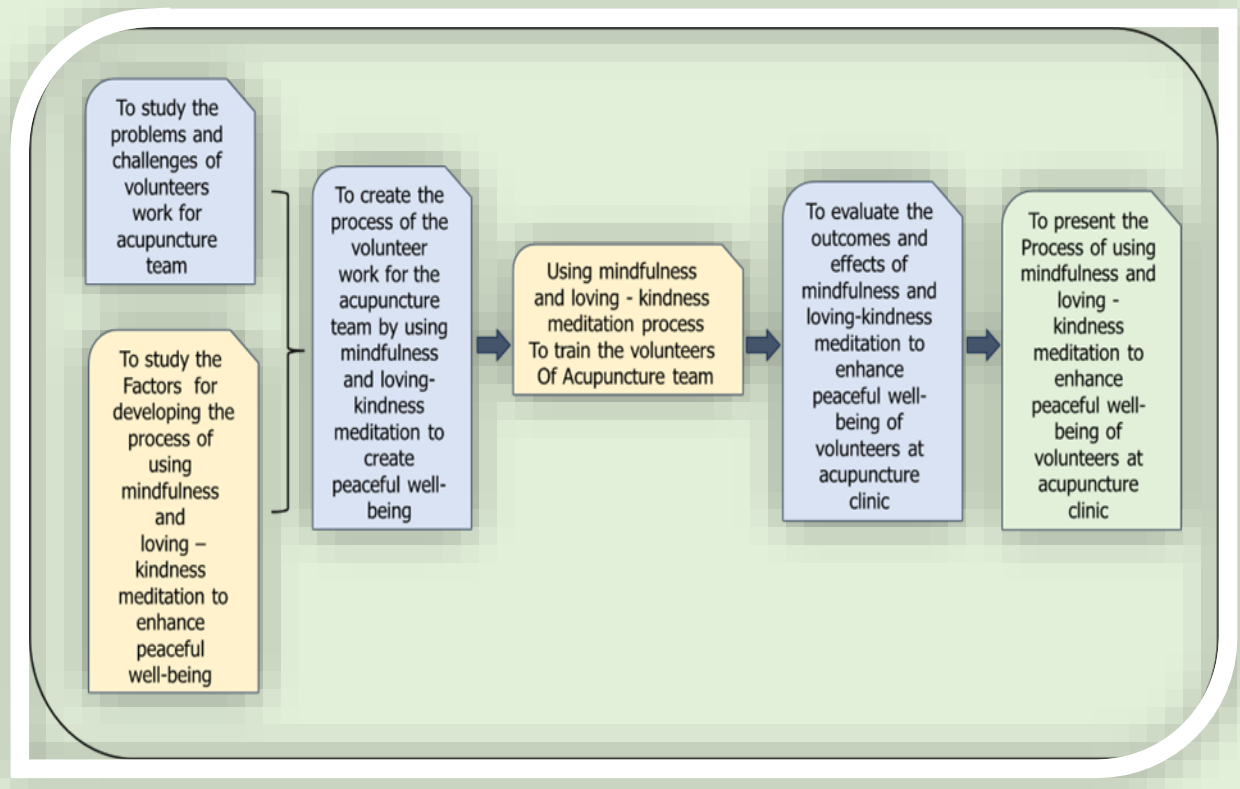 To study the
problems and
challenges of
volunteers
work for
acupuncture
team
To study the
Factors for
developing the
process of
using
mindfulness
and
loving –
kindness
meditation to
enhance
peaceful
well-being
To create the
process of the
volunteer
work for the
acupuncture
team by using
mindfulness
and loving-
kindness
meditation to
create
peaceful well-
being
Using mindfulness
and loving - kindness
meditation process
To train the volunteers
Of Acupuncture team
To evaluate the
outcomes and
effects of
mindfulness and
loving-kindness
meditation to
enhance
peaceful well-
being of
volunteers at
acupuncture
clinic
To present the
Process of using
mindfulness and
loving -
kindness
meditation to
enhance
peaceful well-
being of
volunteers at
acupuncture
clinic